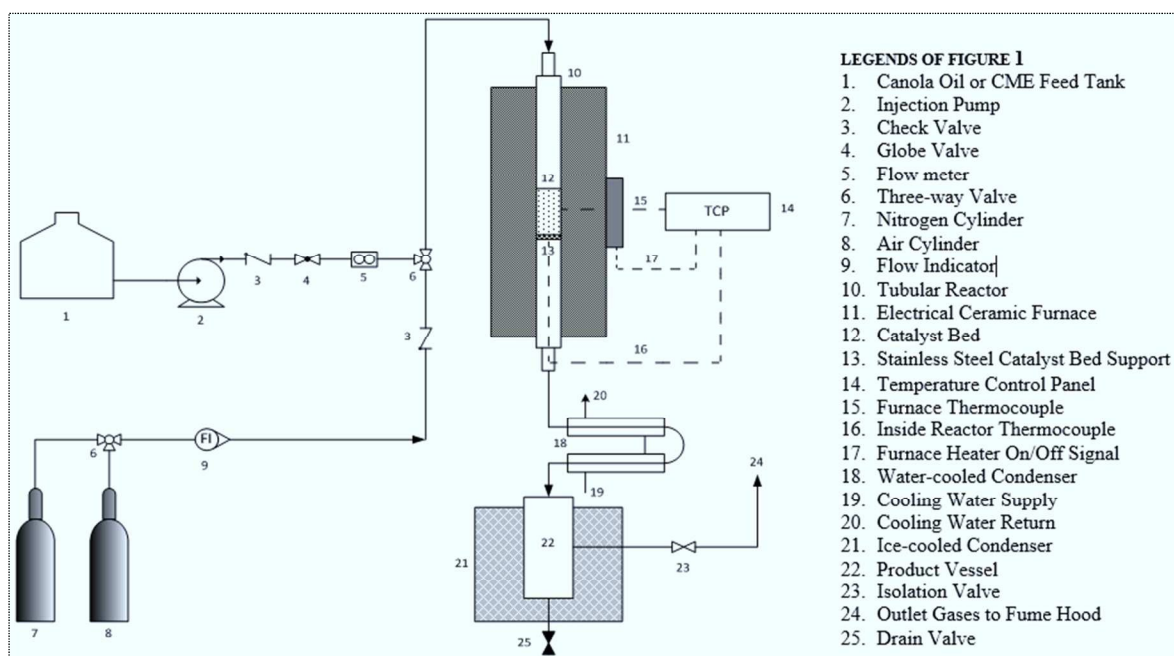 10
11
12
15
TCP
14
13
17
16
1
2
3
4
5
6
3
6
FI
9
7
8
20
18
19
24
21
22
23
25
LEGENDS OF FIGURE 1
1. Canola Oil or CME Feed Tank
2. Injection Pump
3. Check Valve
4. Globe Valve
5. Flow meter
6. Three-way Valve
7. Nitrogen Cylinder
8. Air Cylinder
9. Flow Indicator
10. Tubular Reactor
11. Electrical Ceramic Furnace
12. Catalyst Bed
13. Stainless Steel Catalyst Bed Support
14. Temperature Control Panel
15. Furnace Thermocouple
16. Inside Reactor Thermocouple
17. Furnace Heater On/Off Signal
18. Water-cooled Condenser
19. Cooling Water Supply
20. Cooling Water Return
21. Ice-cooled Condenser
22. Product Vessel
23. Isolation Valve
24. Outlet Gases to Fume Hood
25. Drain Valve